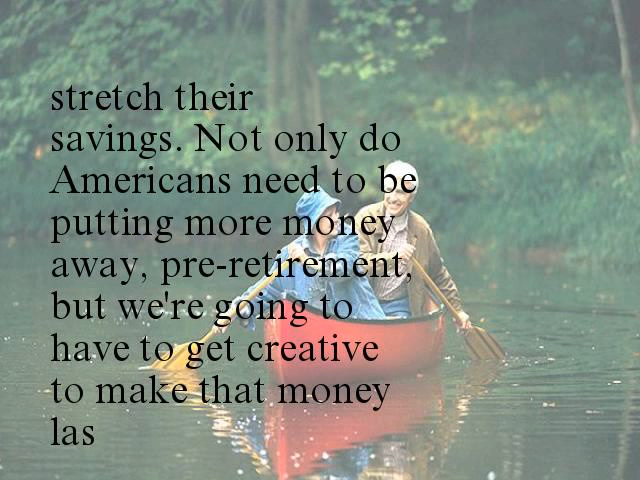 stretch their
savings. Not only do
Americans need to be
putting more money
away, pre-retirement,
but we're going to
have to get creative
to make that money
las